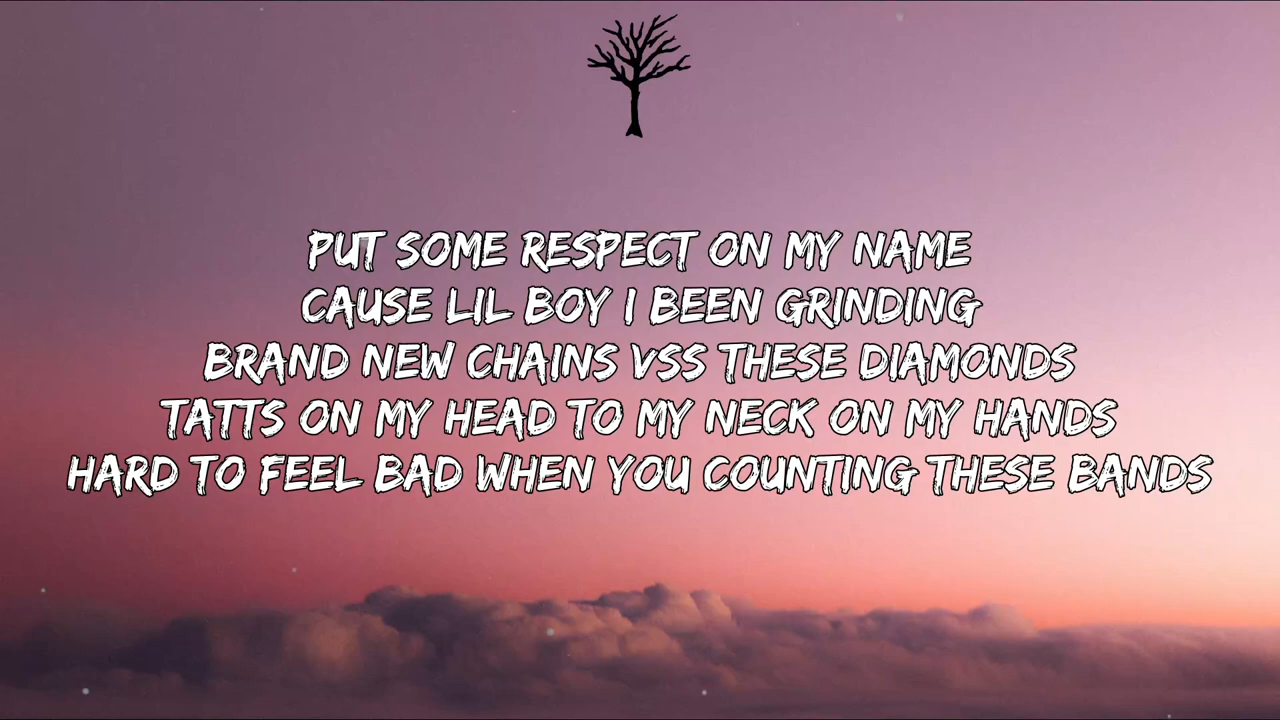 PUT SOME RESPECT ON MY NAME
CAUSE LIL BOY I BEEN GRINDING
BRAND NEW CHAINS VSS THESE DIAMONDS
TATTS ON MY HEAD TO MY NECK ON MY HANDS
HARD TO FEEL BAD WHEN YOU COUNTING THESE BANDS